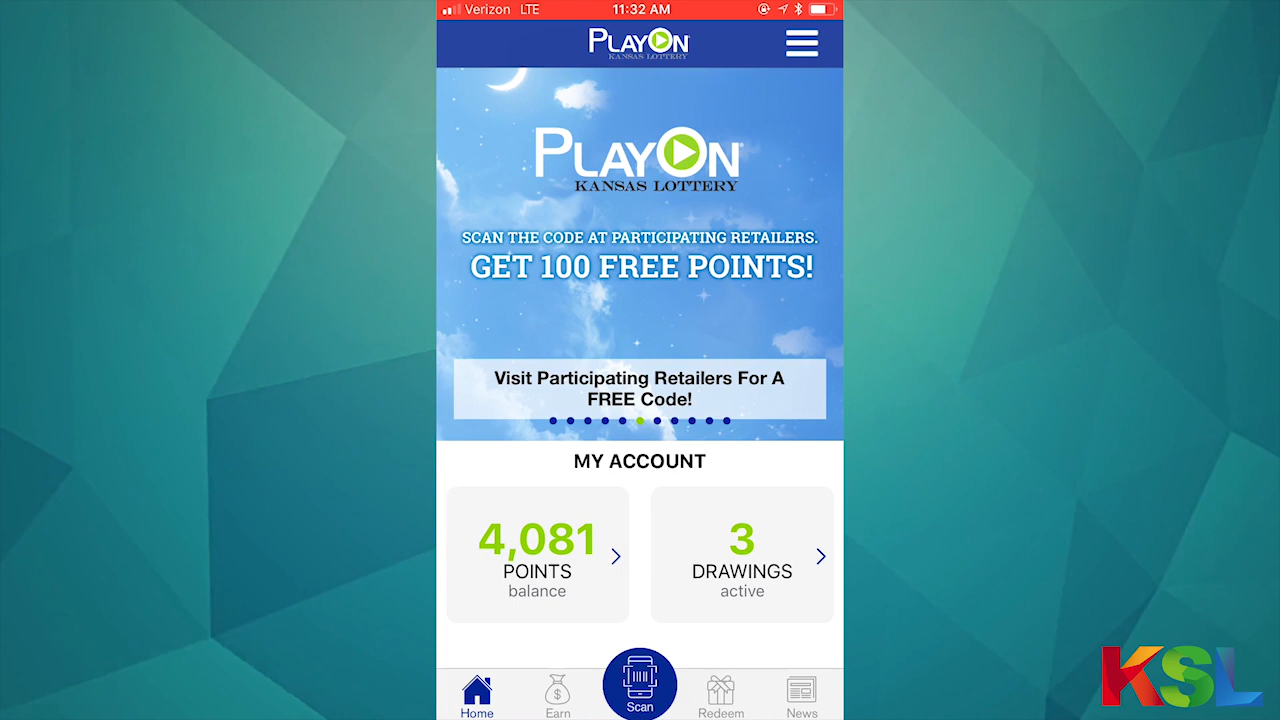 Verizon LTE 11:32 AM
PLAYON
KANSAS LOTTERY
PLAYON
KANSAS LOTTERY
SCAN THE CODE AT PARTICIPATING RETAILERS.
GET 100 FREE POINTS!
Visit Participating Retailers For A
FREE Code!
MY ACCOUNT
4,081 3
POINTS DRAWINGS
balance active
Home Earn Scan Redeem News
KSL